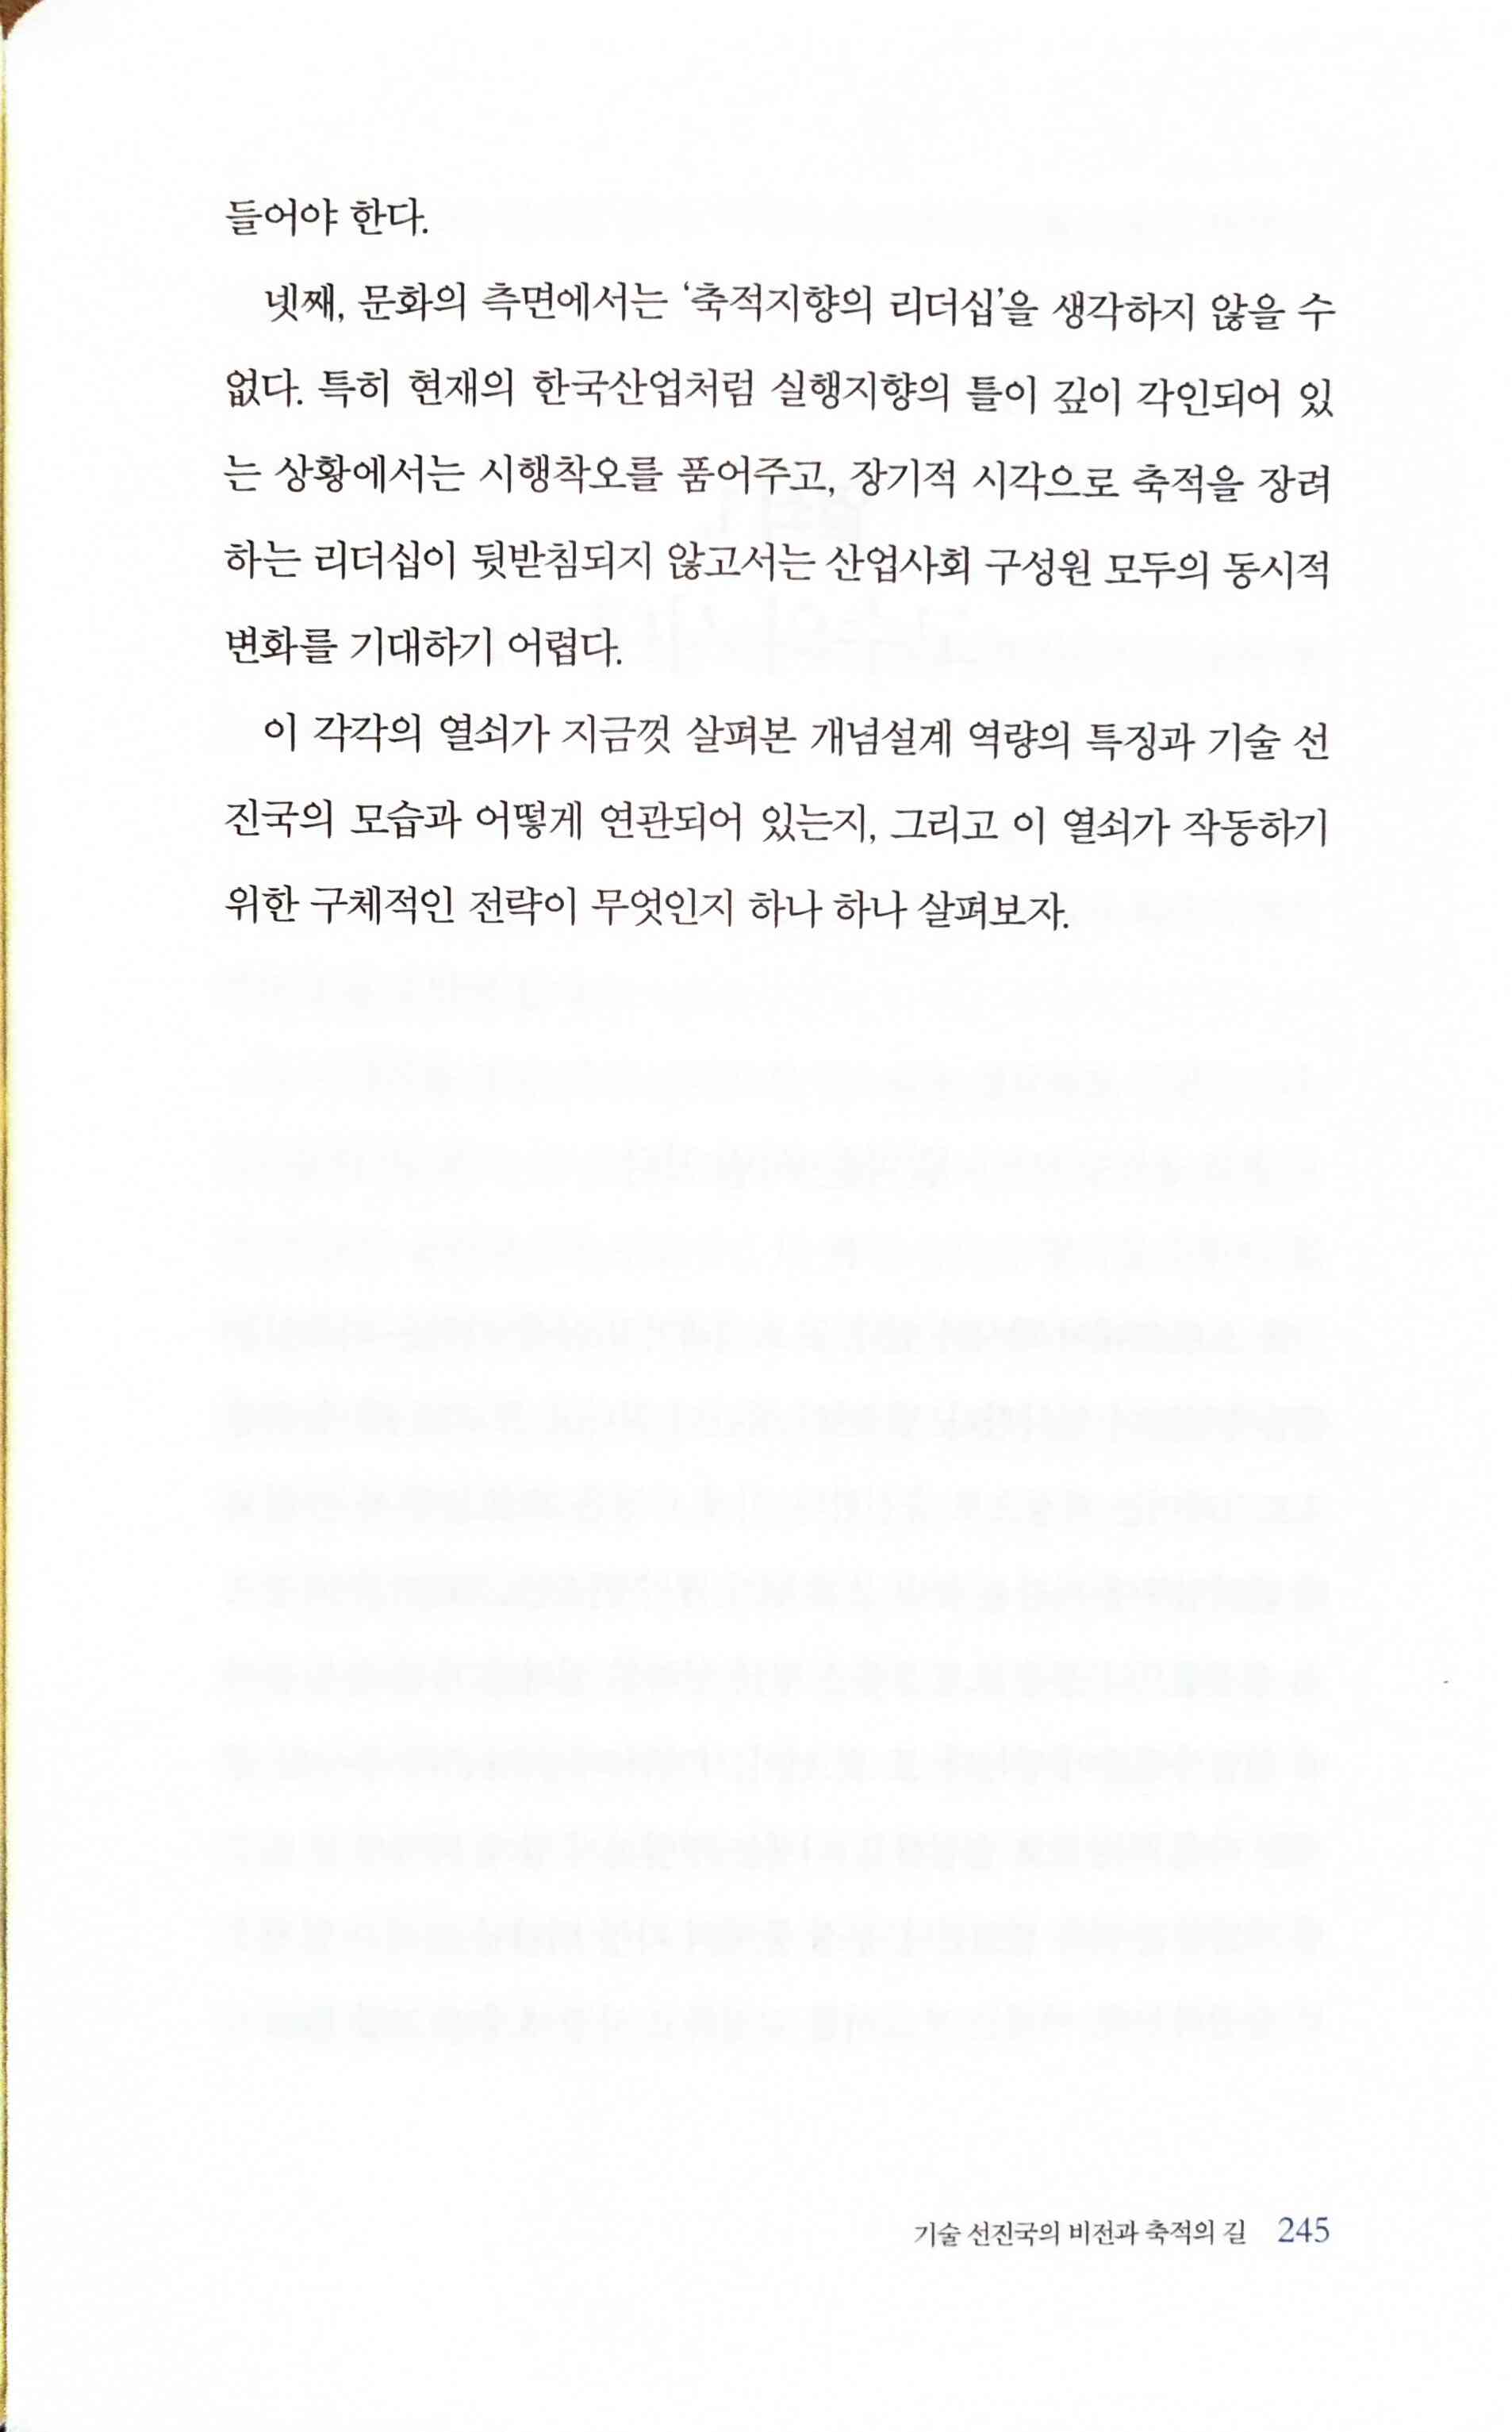 들어야 한다.
넷째, 문화의 측면에서는 ‘축적지향의 리더십’을 생각하지 않을 수
없다. 특히 현재의 한국산업처럼 실행지향의 틀이 깊이 각인되어 있
는 상황에서는 시행착오를 품어주고, 장기적 시각으로 축적을 장려
하는 리더십이 뒷받침되지 않고서는 산업사회 구성원 모두의 동시적
변화를 기대하기 어렵다.
이 각각의 열쇠가 지금껏 살펴본 개념설계 역량의 특징과 기술 선
진국의 모습과 어떻게 연관되어 있는지, 그리고 이 열쇠가 작동하기
위한 구체적인 전략이 무엇인지 하나 하나 살펴보자.
기술 선진국의 비전과 축적의 길 245